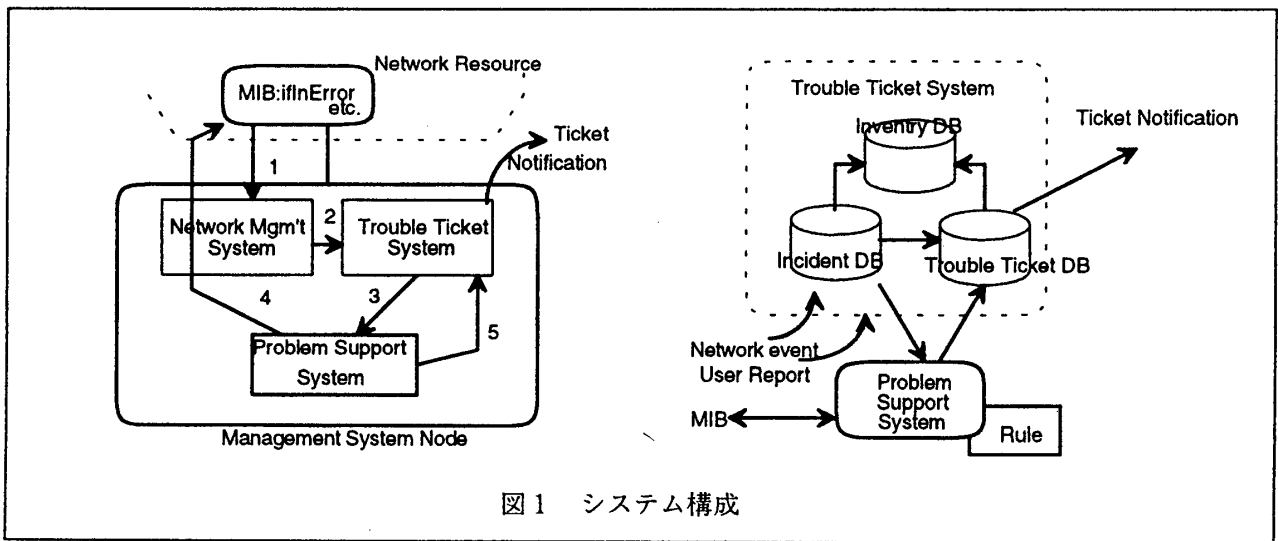 Network Resource
MIB:ifInError
etc.
Ticket
Notification
1
Network Mgm't
System
2
Trouble Ticket
System
4
3
5
Problem Support
System
Management System Node
Trouble Ticket System
Inventry DB
Ticket Notification
Incident DB
Trouble Ticket DB
Network event
User Report
MIB
Problem
Support
System
Rule
図1 システム構成